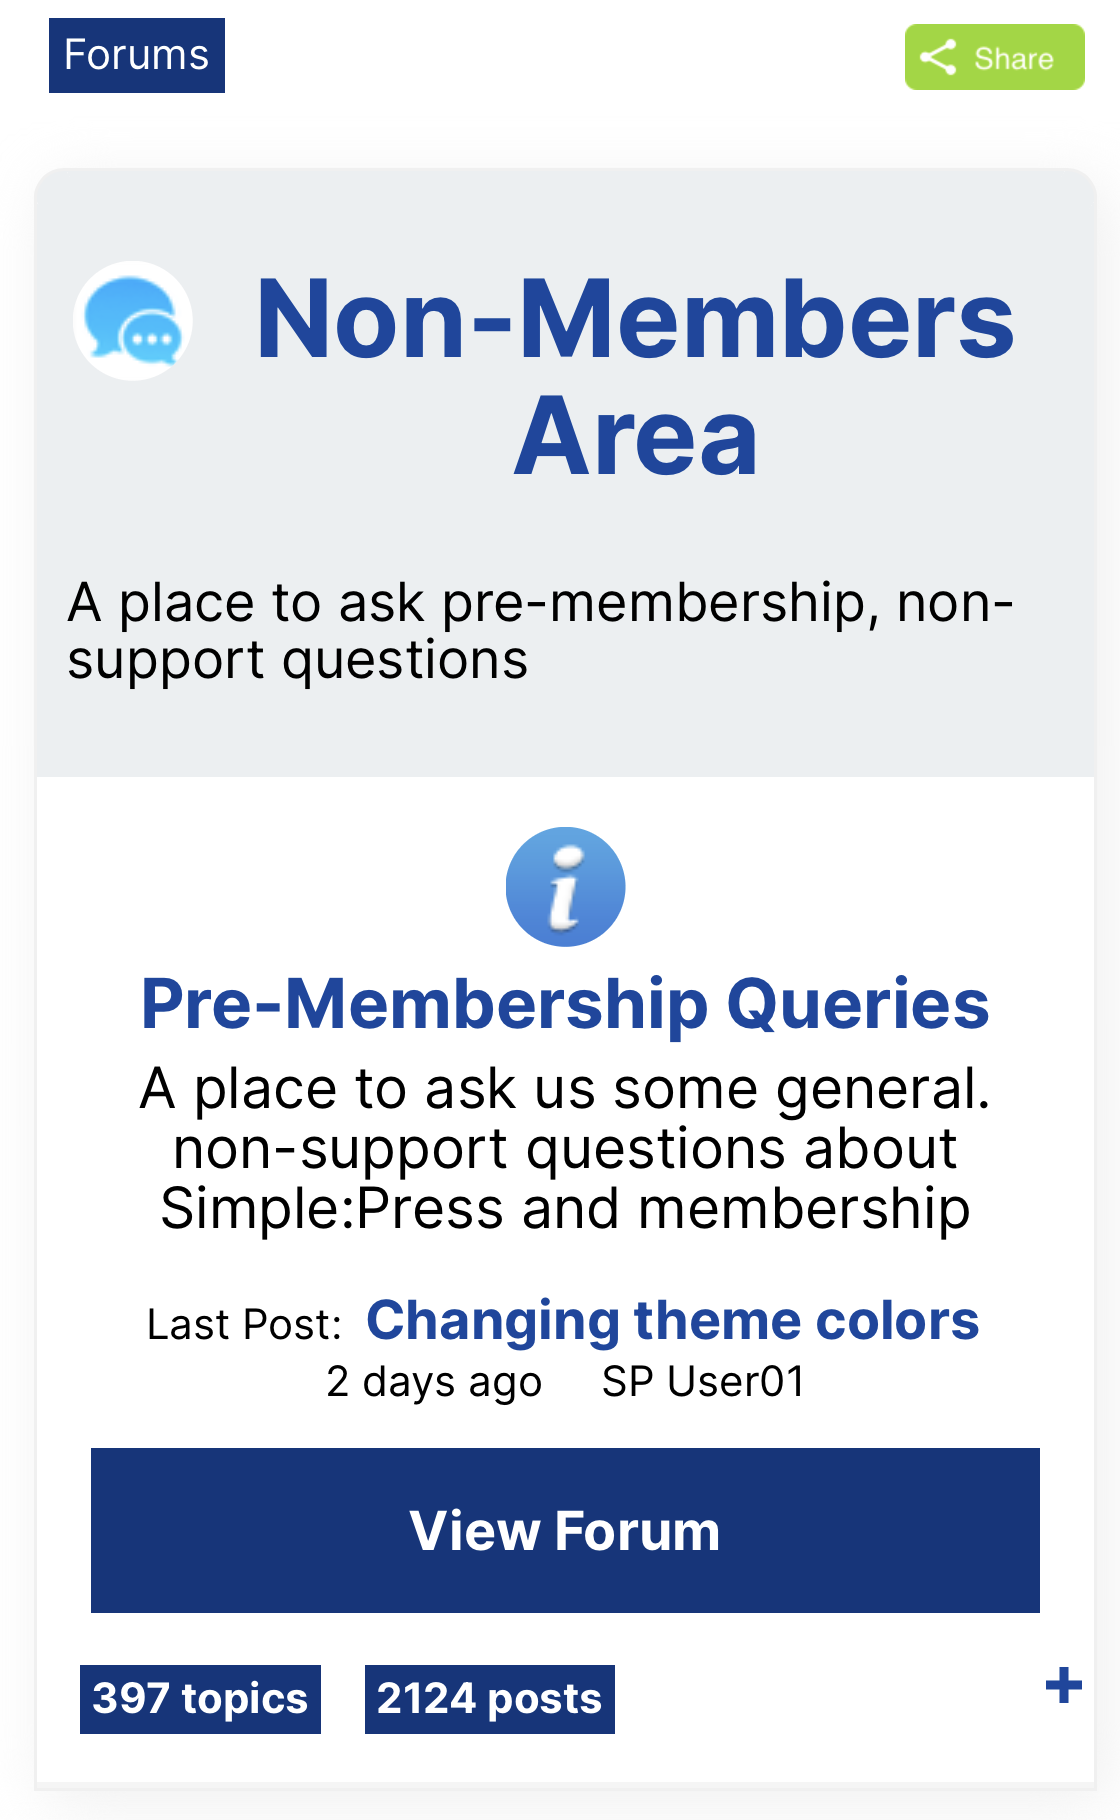 Forums
Share
Non-Members
Area
A place to ask pre-membership, non-
support questions
i
Pre-Membership Queries
A place to ask us some general.
non-support questions about
Simple:Press and membership
Last Post: Changing theme colors
2 days ago SP User01
View Forum
397 topics 2124 posts +